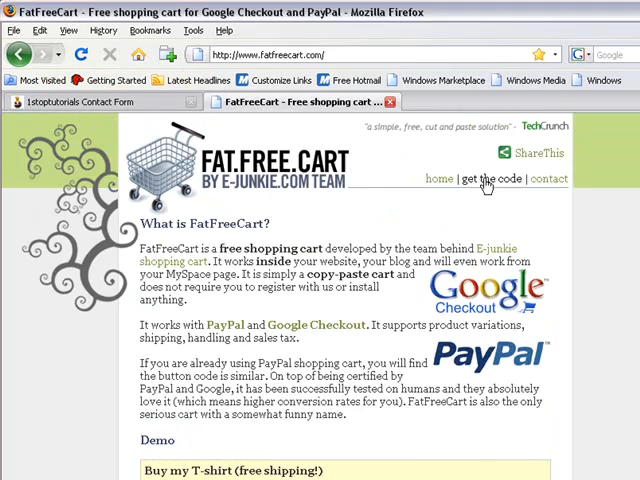 FatFreeCart - Free shopping cart for Google Checkout and PayPal - Mozilla Firefox
File Edit View History Bookmarks Tools Help
http://www.fatfreecart.com/
Google
Most Visited Getting Started Latest Headlines Customize Links Free Hotmail Windows Marketplace Windows Media Windows
1stoptutorials Contact Form
FatFreeCart - Free shopping cart ...
"a simple, free, cut and paste solution" - TechCrunch
ShareThis
FAT.FREE.CART
BY E-JUNKIE.COM TEAM
home | get the code | contact
What is FatFreeCart?
FatFreeCart is a free shopping cart developed by the team behind E-junkie
shopping cart. It works inside your website, your blog and will even work from
your MySpace page. It is simply a copy-paste cart and
does not require you to register with us or install
anything.
Google
Checkout
It works with PayPal and Google Checkout. It supports product variations,
shipping, handling and sales tax.
PayPal
If you are already using PayPal shopping cart, you will find
the button code is similar. On top of being certified by
PayPal and Google, it has been successfully tested on humans and they absolutely
love it (which means higher conversion rates for you). FatFreeCart is also the only
serious cart with a somewhat funny name.
Demo
Buy my T-shirt (free shipping!)